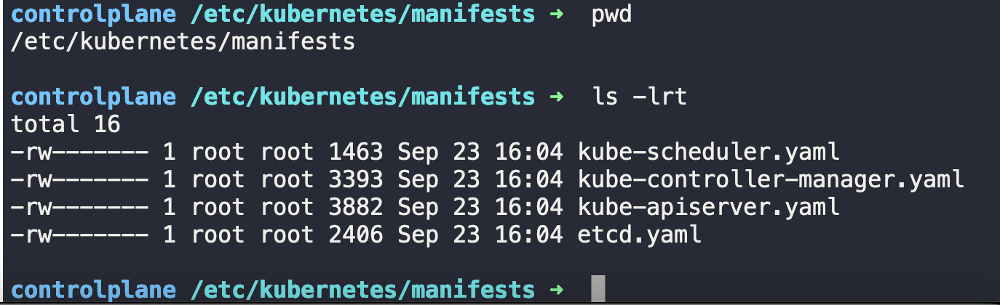 controlplane /etc/kubernetes/manifests ➜  pwd
/etc/kubernetes/manifests
controlplane /etc/kubernetes/manifests ➜  ls -lrt
total 16
-rw------- 1 root root 1463 Sep 23 16:04 kube-scheduler.yaml
-rw------- 1 root root 3393 Sep 23 16:04 kube-controller-manager.yaml
-rw------- 1 root root 3882 Sep 23 16:04 kube-apiserver.yaml
-rw------- 1 root root 2406 Sep 23 16:04 etcd.yaml
controlplane /etc/kubernetes/manifests ➜